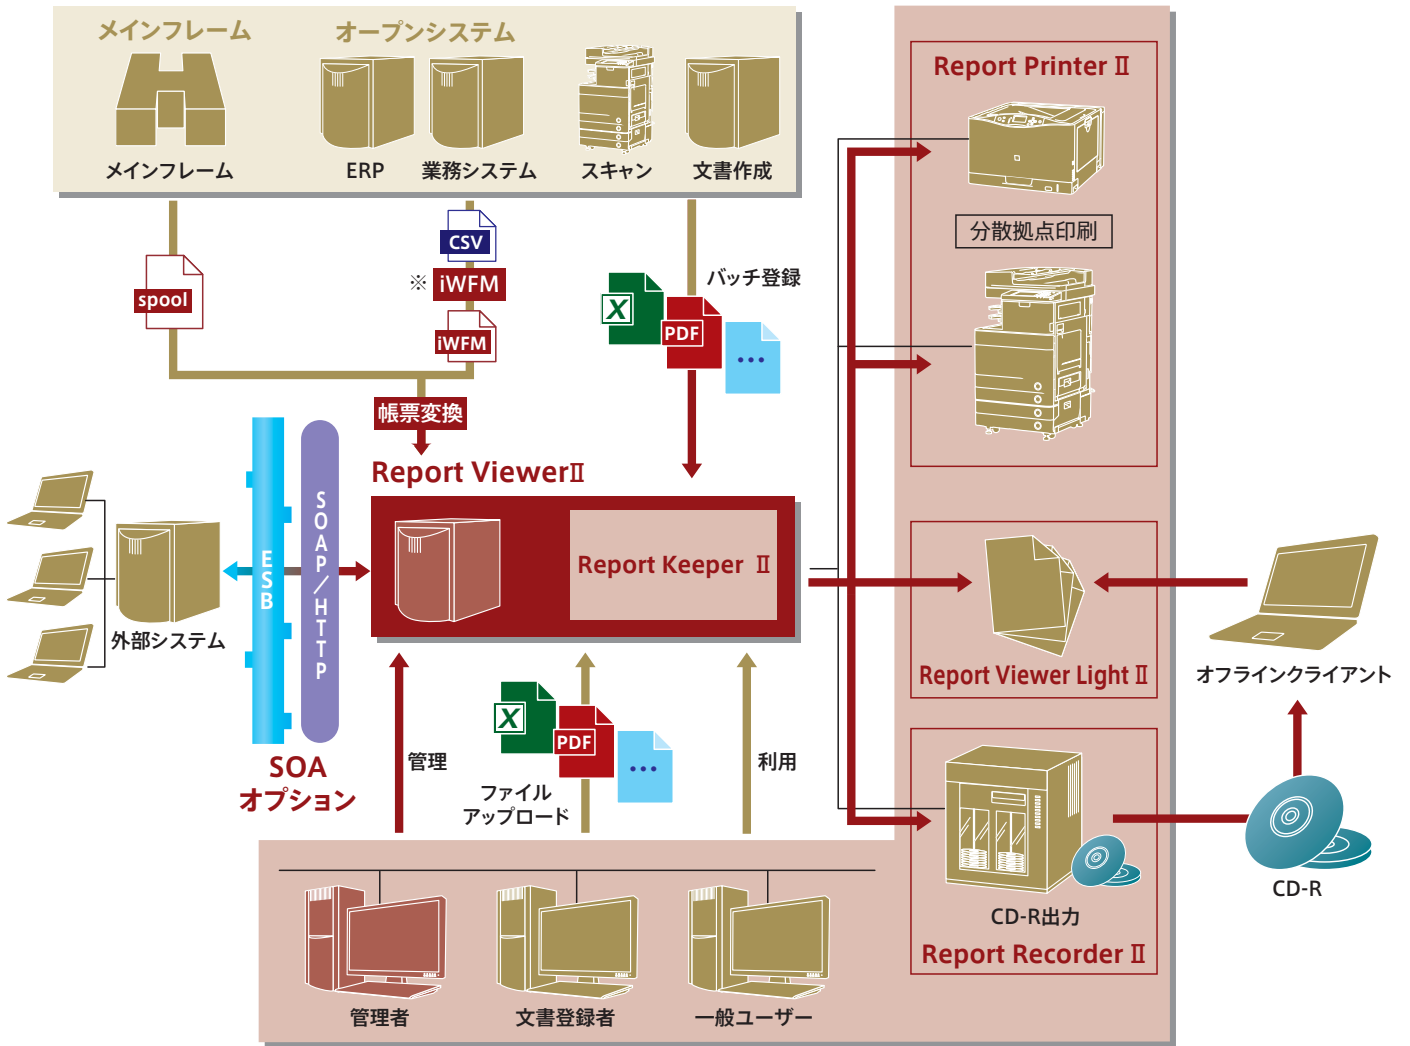 メインフレーム
オープンシステム
メインフレーム
ERP
業務システム
スキャン
文書作成
spool
CSV
※ iWFM
iWFM
帳票変換
バッチ登録
X
PDF
...
Report Printer Ⅱ
分散拠点印刷
Report ViewerⅡ
Report Keeper Ⅱ
外部システム
ESB
SOAP/HTTP
SOA
オプション
管理
X
PDF
...
ファイル
アップロード
利用
Report Viewer Light Ⅱ
オフラインクライアント
CD-R出力
Report Recorder Ⅱ
CD-R
管理者
文書登録者
一般ユーザー